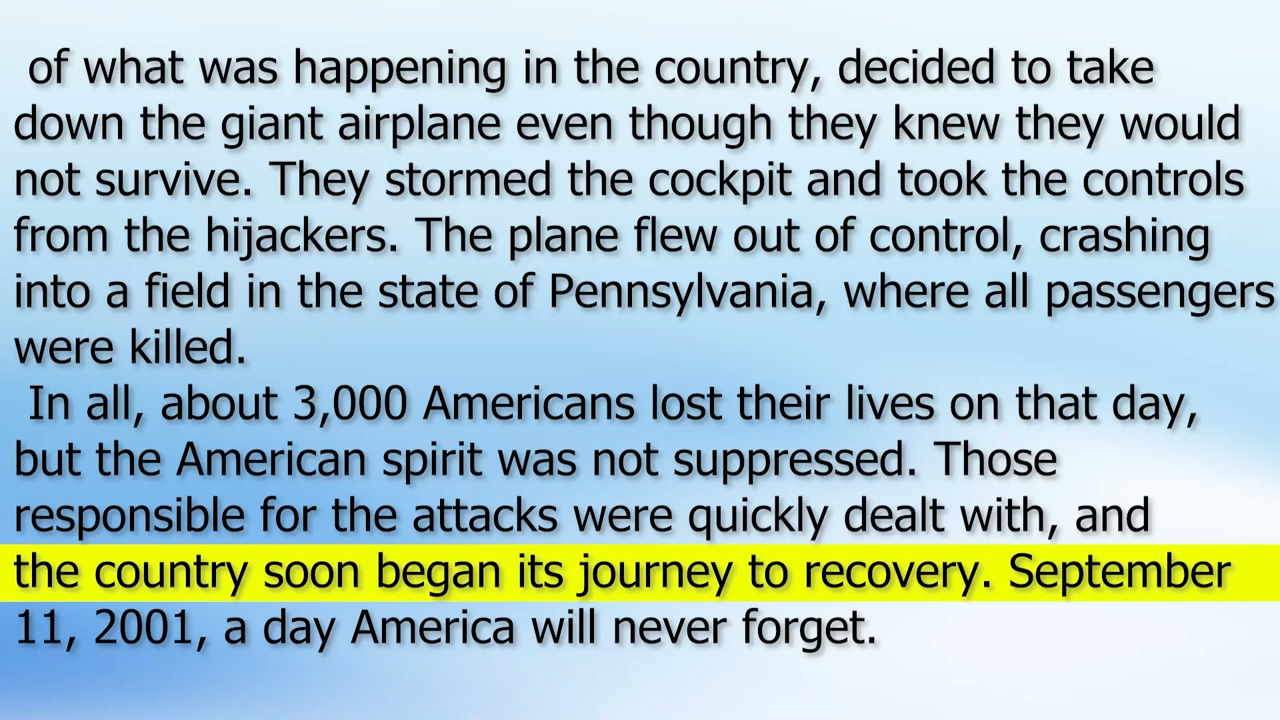 of what was happening in the country, decided to take
down the giant airplane even though they knew they would
not survive. They stormed the cockpit and took the controls
from the hijackers. The plane flew out of control, crashing
into a field in the state of Pennsylvania, where all passengers
were killed.
In all, about 3,000 Americans lost their lives on that day,
but the American spirit was not suppressed. Those
responsible for the attacks were quickly dealt with, and
the country soon began its journey to recovery. September
11, 2001, a day America will never forget.